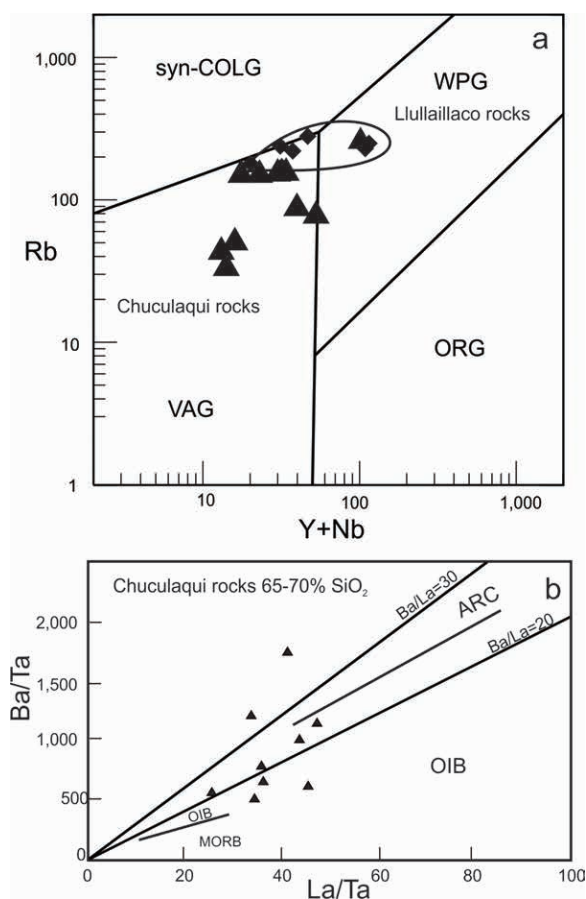 a
1,000
syn-COLG
WPG
Llullaillaco rocks
100
Rb
Chuculaqui rocks
10
ORG
VAG
1
10
100
1,000
Y+Nb
b
Chuculaqui rocks 65-70% SiO₂
Ba/La=30
ARC
Ba/La=20
2,000
1,500
Ba/Ta
1,000
OIB
500
OIB
MORB
0
0
20
40
60
80
100
La/Ta